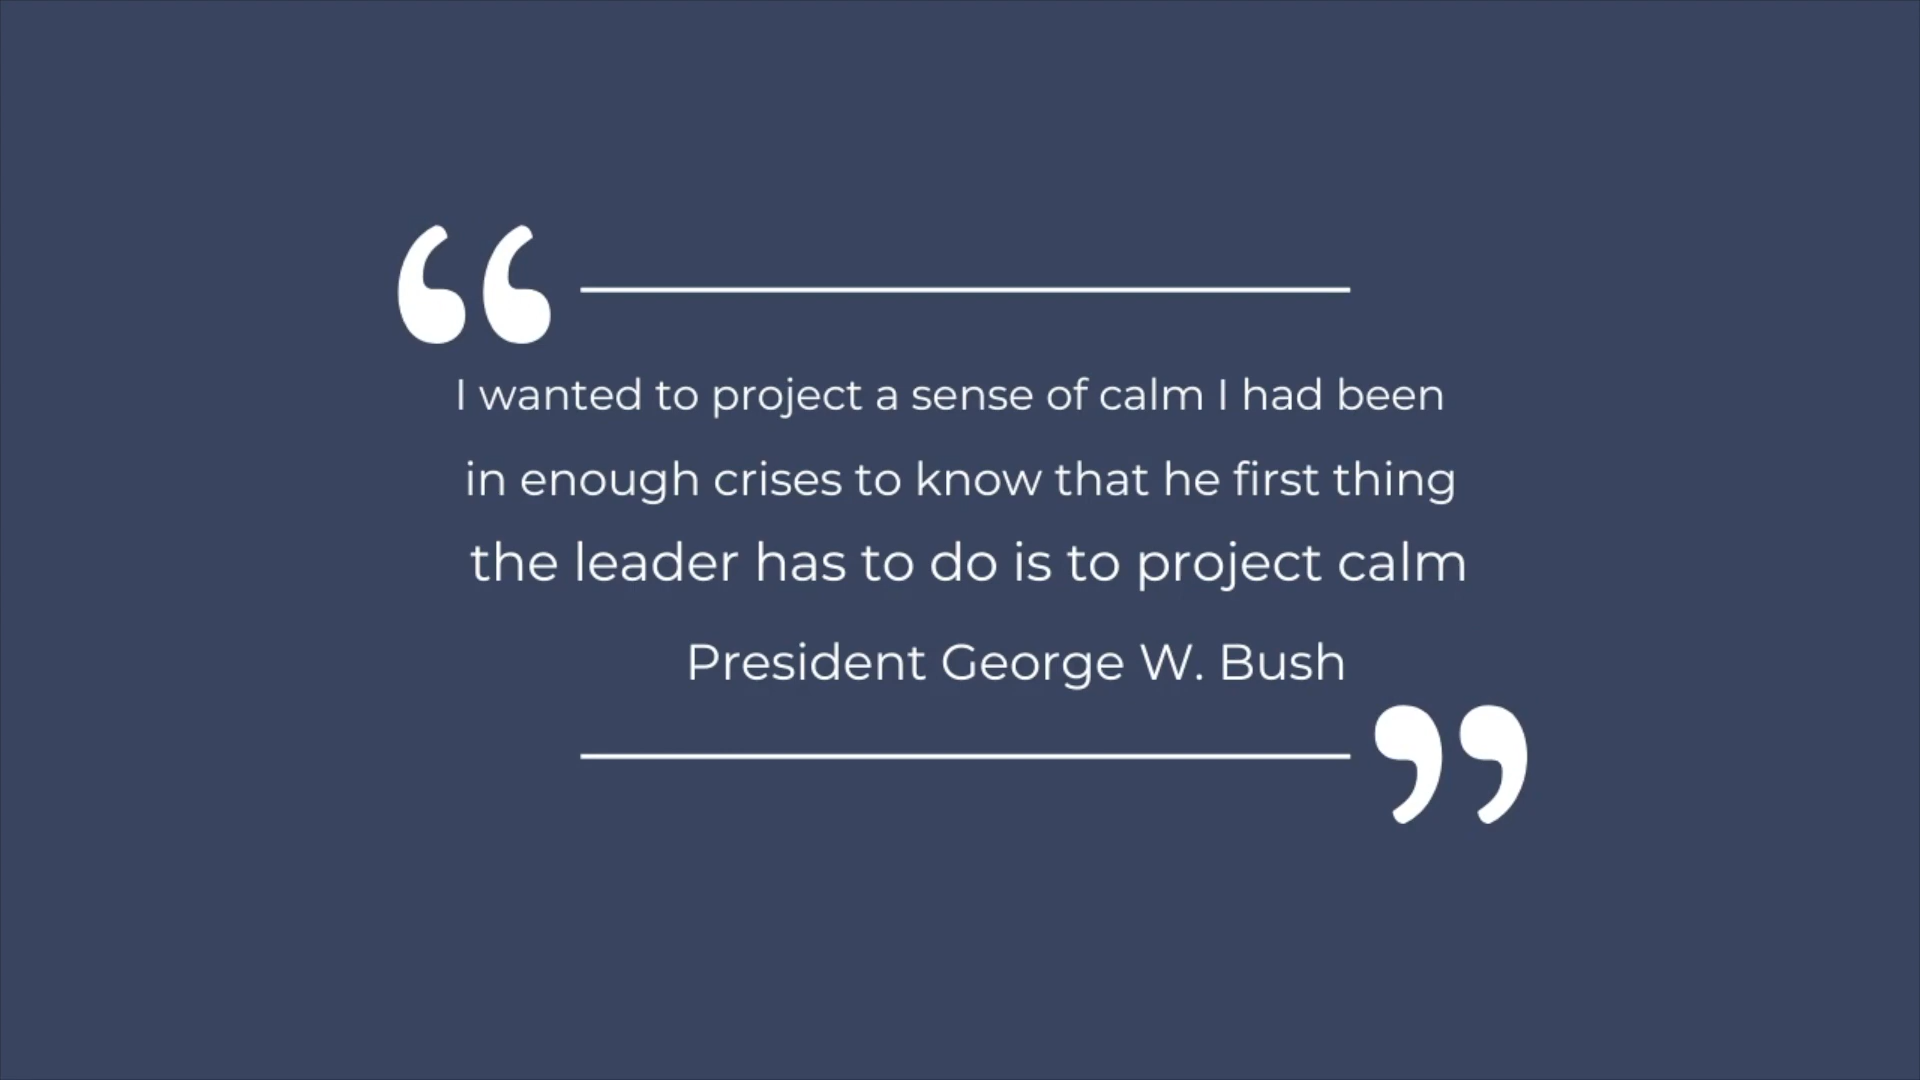 “
I wanted to project a sense of calm I had been
in enough crises to know that he first thing
the leader has to do is to project calm
President George W. Bush
”